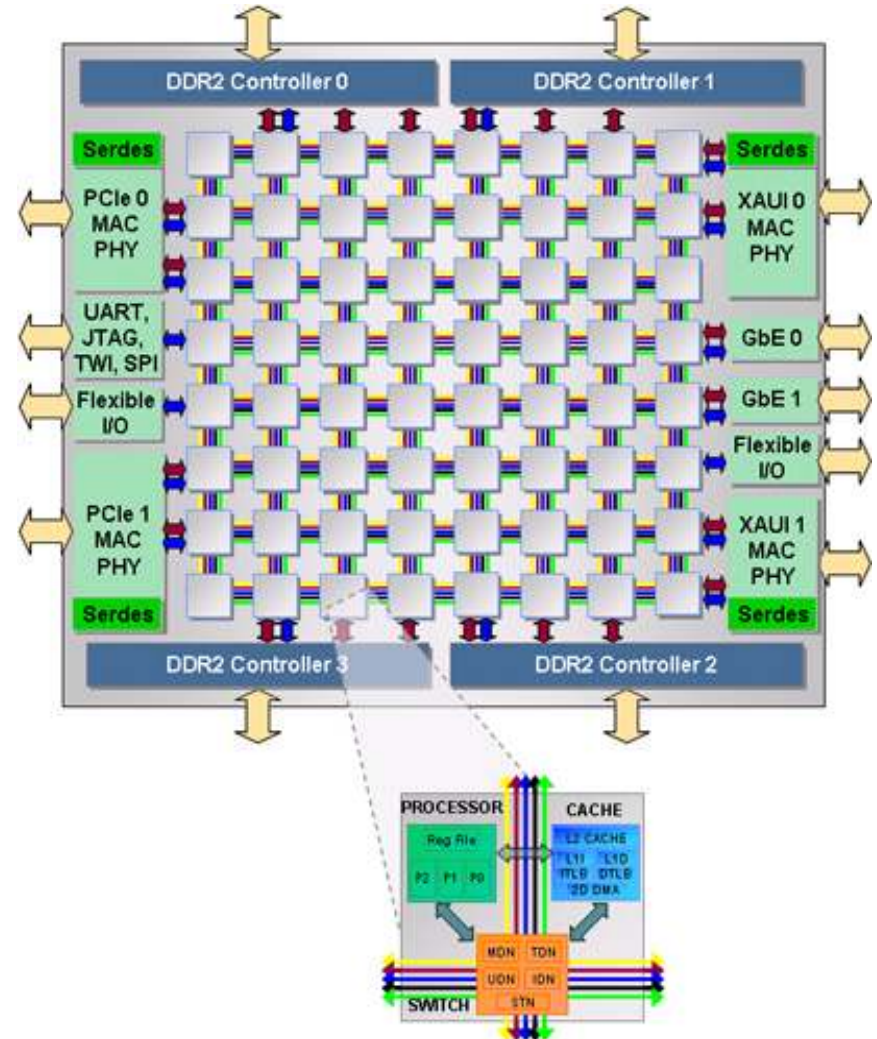 DDR2 Controller 0
DDR2 Controller 1
Serdes
PCIe 0
MAC
PHY
UART,
JTAG,
TWI, SPI
Flexible
I/O
PCIe 1
MAC
PHY
Serdes
Serdes
XAUI 0
MAC
PHY
GbE 0
GbE 1
Flexible
I/O
XAUI 1
MAC
PHY
Serdes
DDR2 Controller 3
DDR2 Controller 2
PROCESSOR
Reg File
P2 P1 P0
CACHE
L2 CACHE
L1I L1D
ITLB DTLB
2D DMA
MDN TDN
UDN IDN
STN
SWITCH